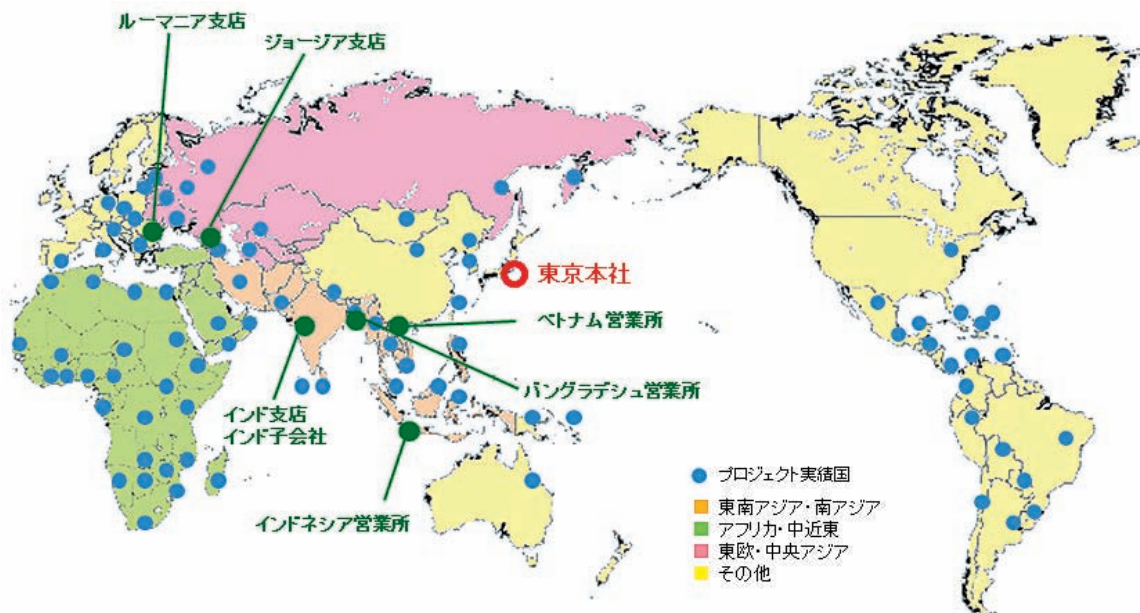 ルーマニア支店
ジョージア支店
東京本社
ベトナム営業所
バングラデシュ営業所
インド支店
インド子会社
インドネシア営業所
プロジェクト実績国
東南アジア・南アジア
アフリカ・中近東
東欧・中央アジア
その他